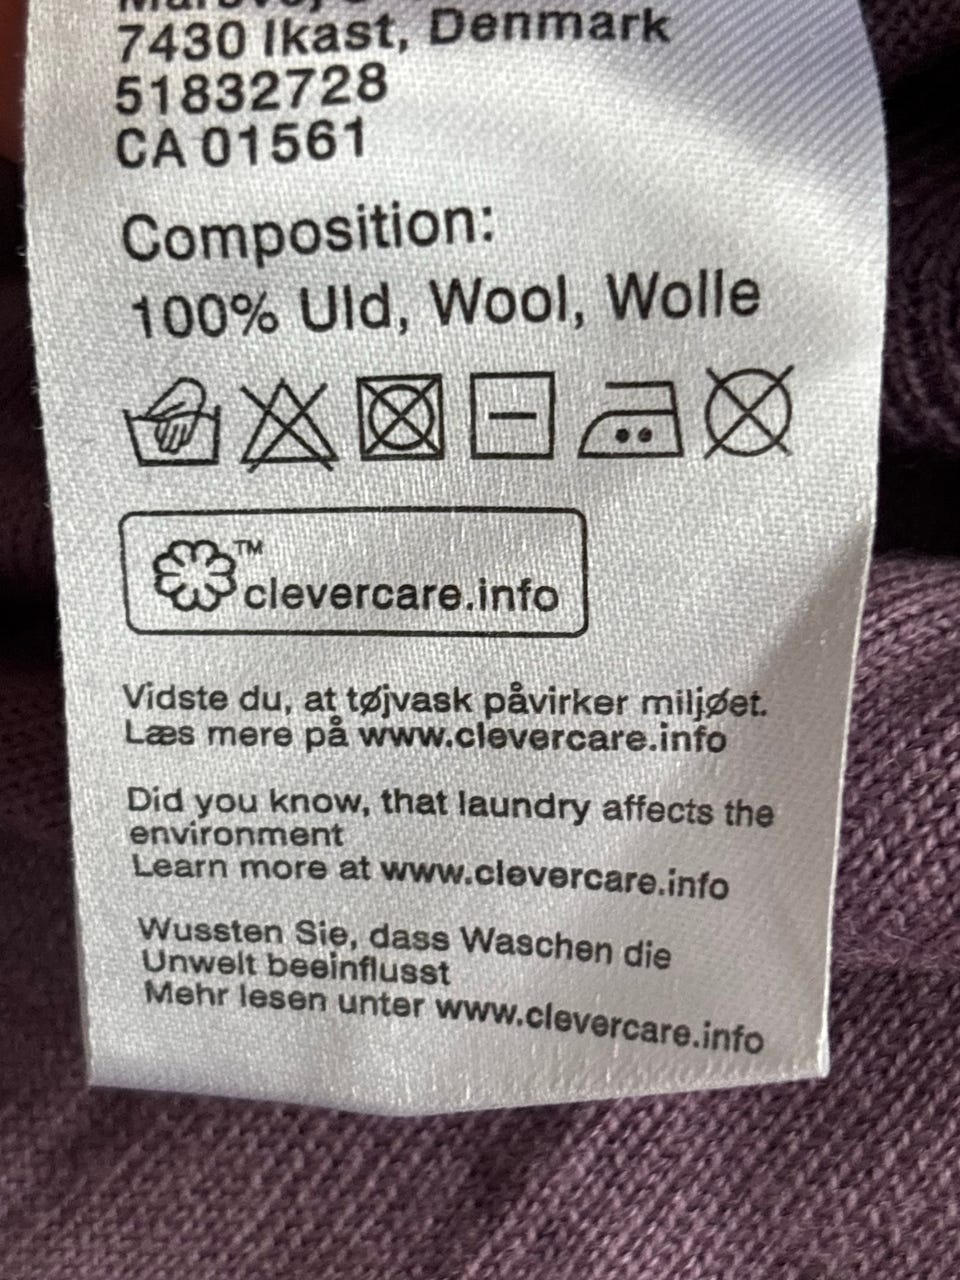 7430 Ikast, Denmark
51832728
CA 01561
Composition:
100% Uld, Wool, Wolle
TM
clevercare.info
Vidste du, at tøjvask påvirker miljøet.
Læs mere på www.clevercare.info
Did you know, that laundry affects the
environment
Learn more at www.clevercare.info
Wussten Sie, dass Waschen die
Unwelt beeinflusst
Mehr lesen unter www.clevercare.info